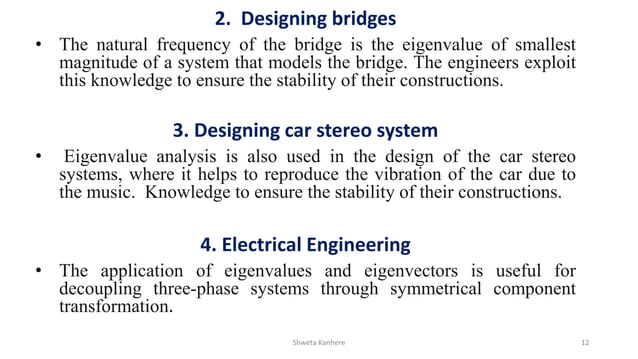 2. Designing bridges
• The natural frequency of the bridge is the eigenvalue of smallest
magnitude of a system that models the bridge. The engineers exploit
this knowledge to ensure the stability of their constructions.
3. Designing car stereo system
• Eigenvalue analysis is also used in the design of the car stereo
systems, where it helps to reproduce the vibration of the car due to
the music. Knowledge to ensure the stability of their constructions.
4. Electrical Engineering
• The application of eigenvalues and eigenvectors is useful for
decoupling three-phase systems through symmetrical component
transformation.
Shweta Kanhere 12